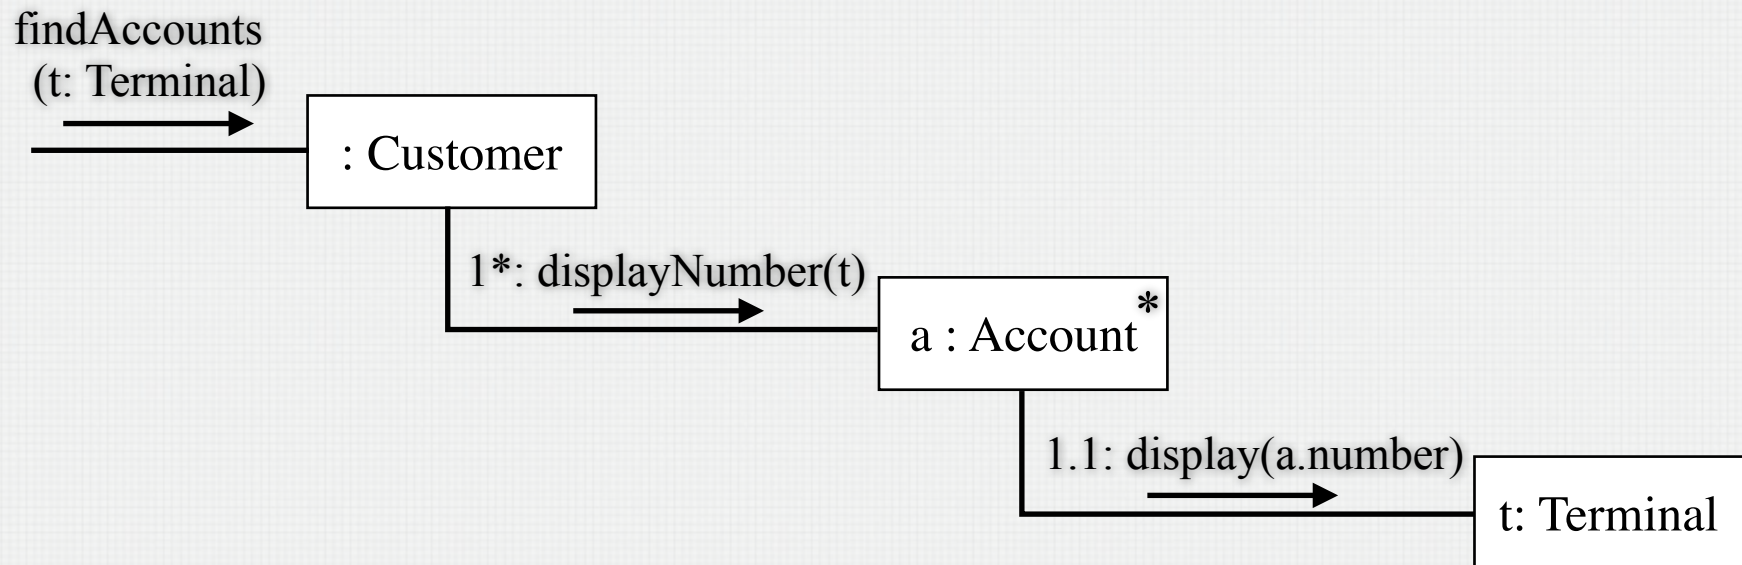 findAccounts
(t: Terminal)
: Customer
1*: displayNumber(t)
a : Account*
1.1: display(a.number)
t: Terminal